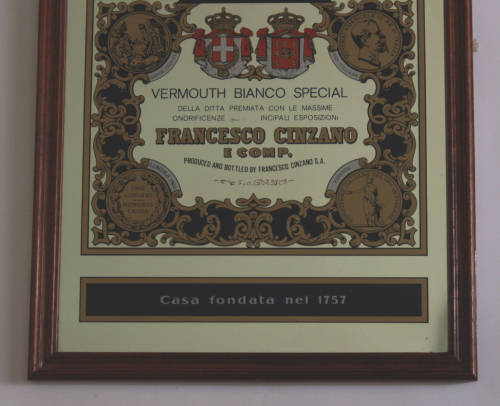 VERMOUTH BIANCO SPECIAL
DELLA DITTA PREMIATA CON LE MASSIME
ONORIFICENZE INCIPALI ESPOSIZIONI
FRANCESCO CINZANO
E COMP.
PRODUCED AND BOTTLED BY FRANCESCO CINZANO S.A.
Casa fondata nel 1757